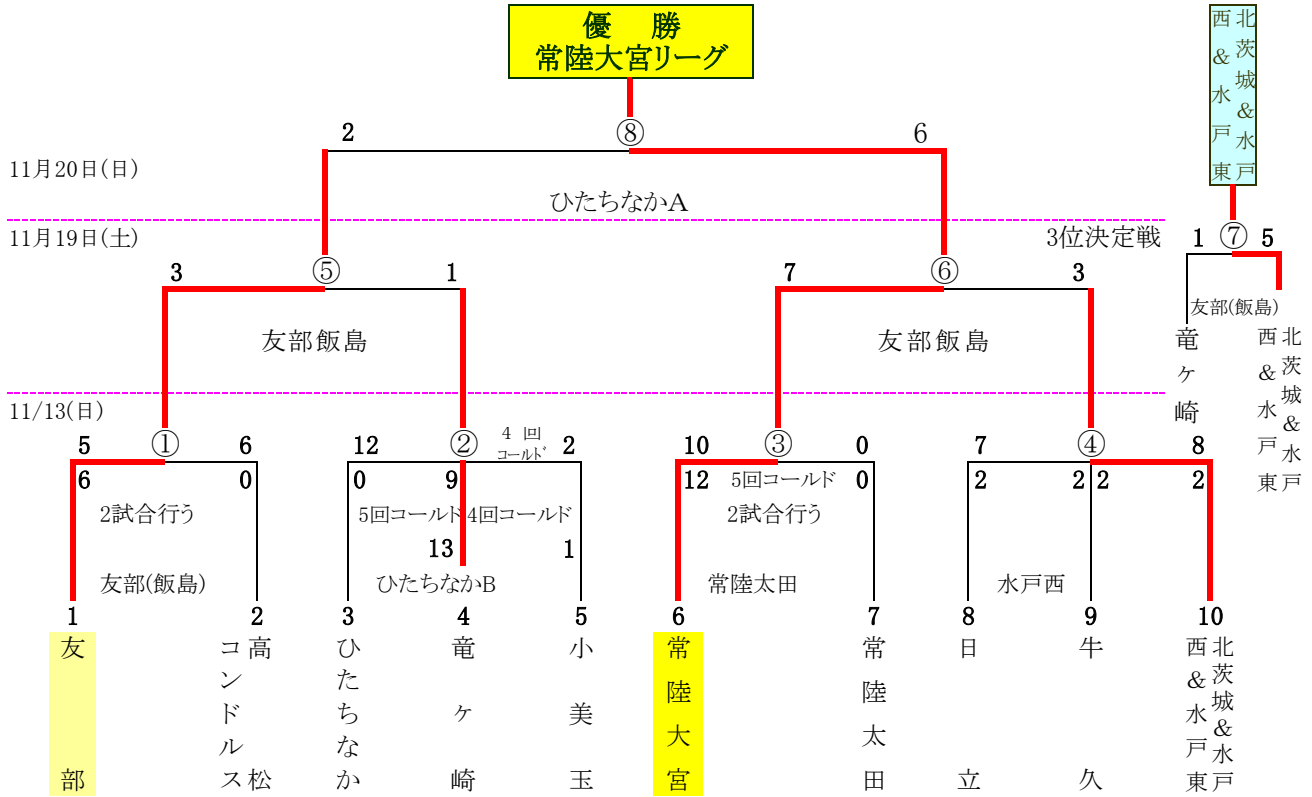 優 勝
常陸大宮リーグ
北茨城&水戸
西&水戸東
2 ⑧ 6
11月20日(日)
ひたちなかA
11月19日(土)
3位決定戦 1 ⑦ 5
3 ⑤ 1 7 ⑥ 3
友部(飯島)
友部飯島 友部飯島
竜ヶ崎
北茨城&水戸
西&水戸東
11/13(日)
5 ① 6 12 ② 4回 コールド 2 10 ③ 0 7 ④ 8
6 0 0 9 12 5回コールド 0 2 2 2 2
2試合行う 5回コールド 4回コールド 2試合行う
13 1
友部(飯島) ひたちなかB 常陸太田 水戸西
1 2 3 4 5 6 7 8 9 10
友部
高松
コンドルス
ひたちなか
竜ヶ崎
小美玉
常陸大宮
常陸太田
日立
牛久
北茨城&水戸
西&水戸東